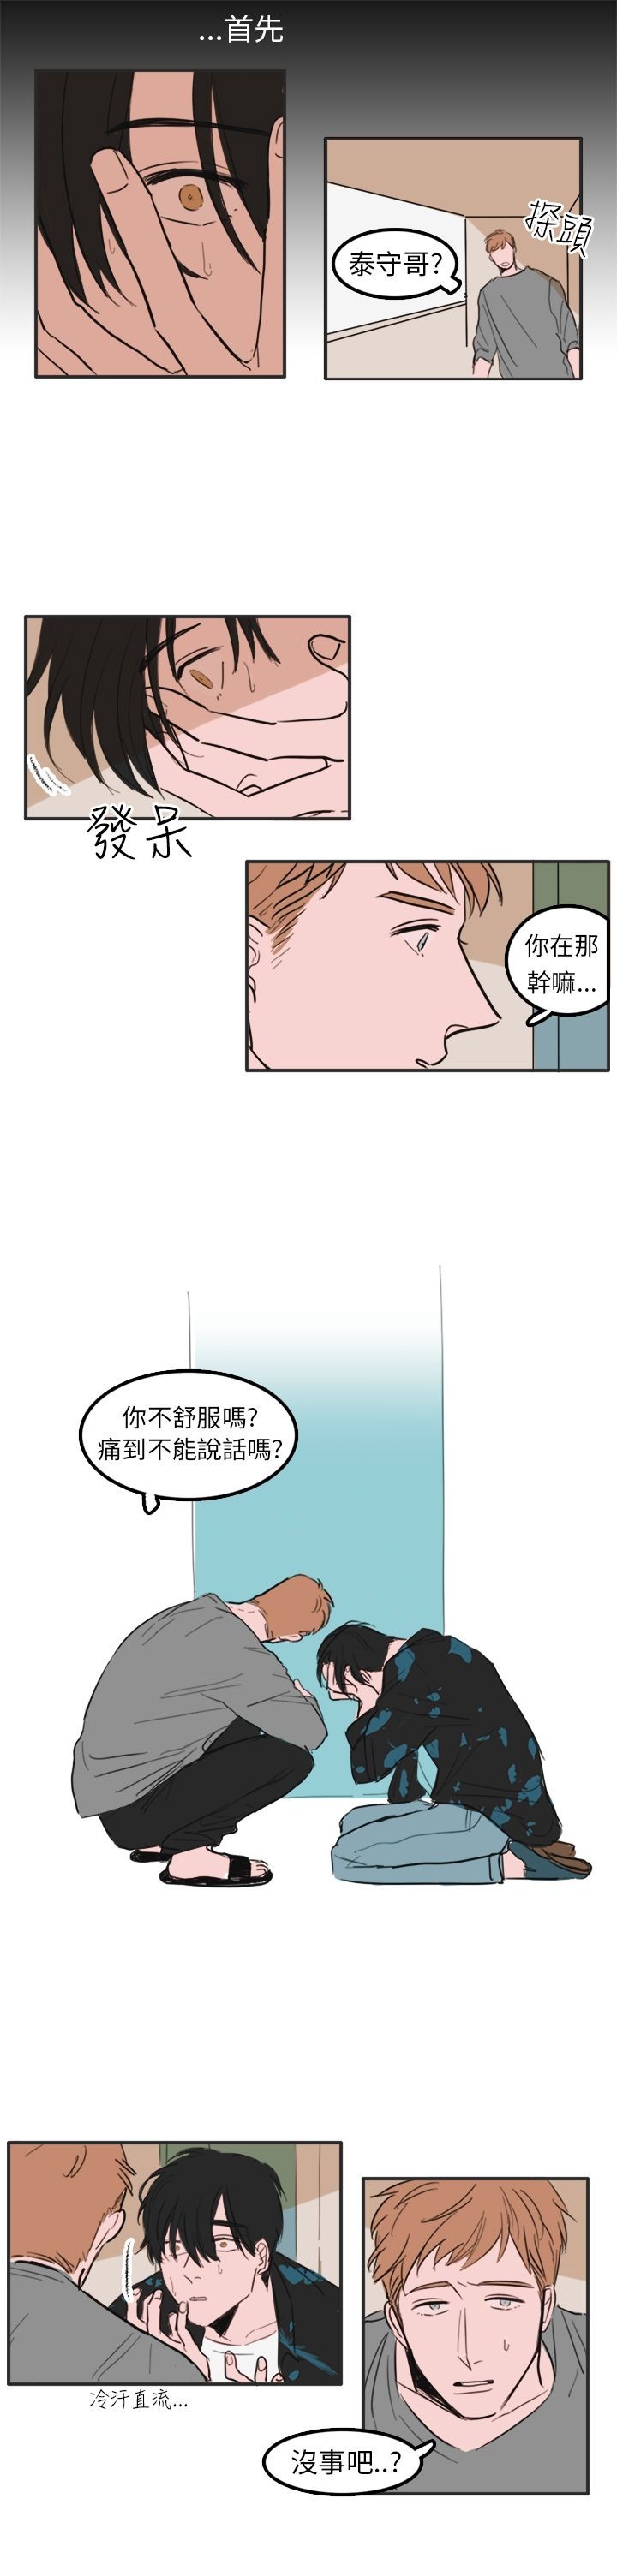 ...首先
探頭
泰守哥?
發呆
你在那
幹嘛...
你不舒服嗎?
痛到不能說話嗎?
冷汗直流...
沒事吧..?